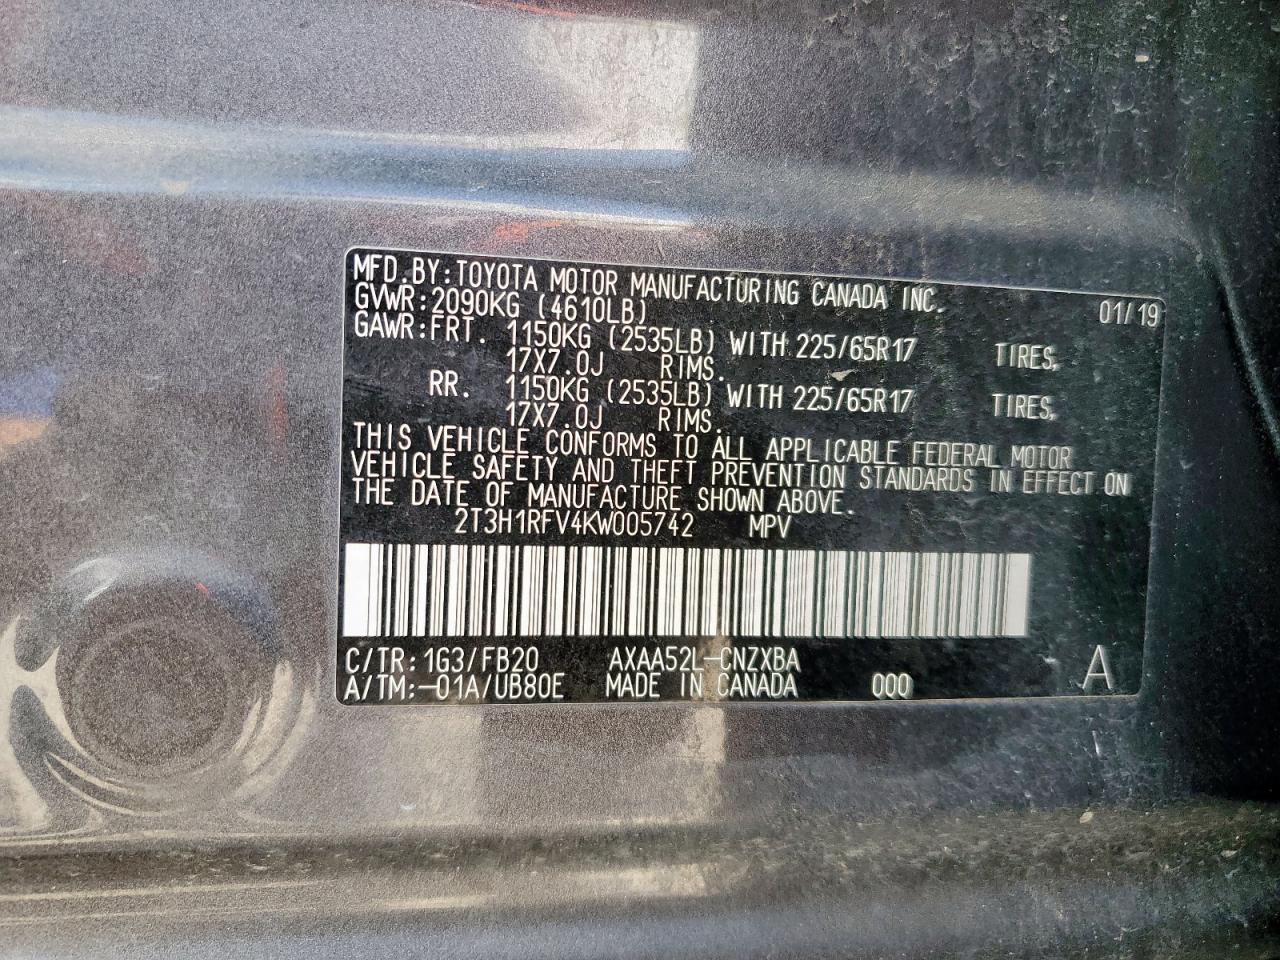 MFD.BY:TOYOTA MOTOR MANUFACTURING CANADA INC. 01/19
GVWR:2090KG (4610LB)
GAWR:FRT. 1150KG (2535LB) WITH 225/65R17 TIRES,
17X7.0J RIMS.
RR. 1150KG (2535LB) WITH 225/65R17 TIRES,
17X7.0J RIMS.
THIS VEHICLE CONFORMS TO ALL APPLICABLE FEDERAL MOTOR
VEHICLE SAFETY AND THEFT PREVENTION STANDARDS IN EFFECT ON
THE DATE OF MANUFACTURE SHOWN ABOVE.
2T3H1RFV4KW005742 MPV
C/TR:1G3/FB20 AXAA52L-CNZXBA A
A/TM:-01A/UB80E MADE IN CANADA 000